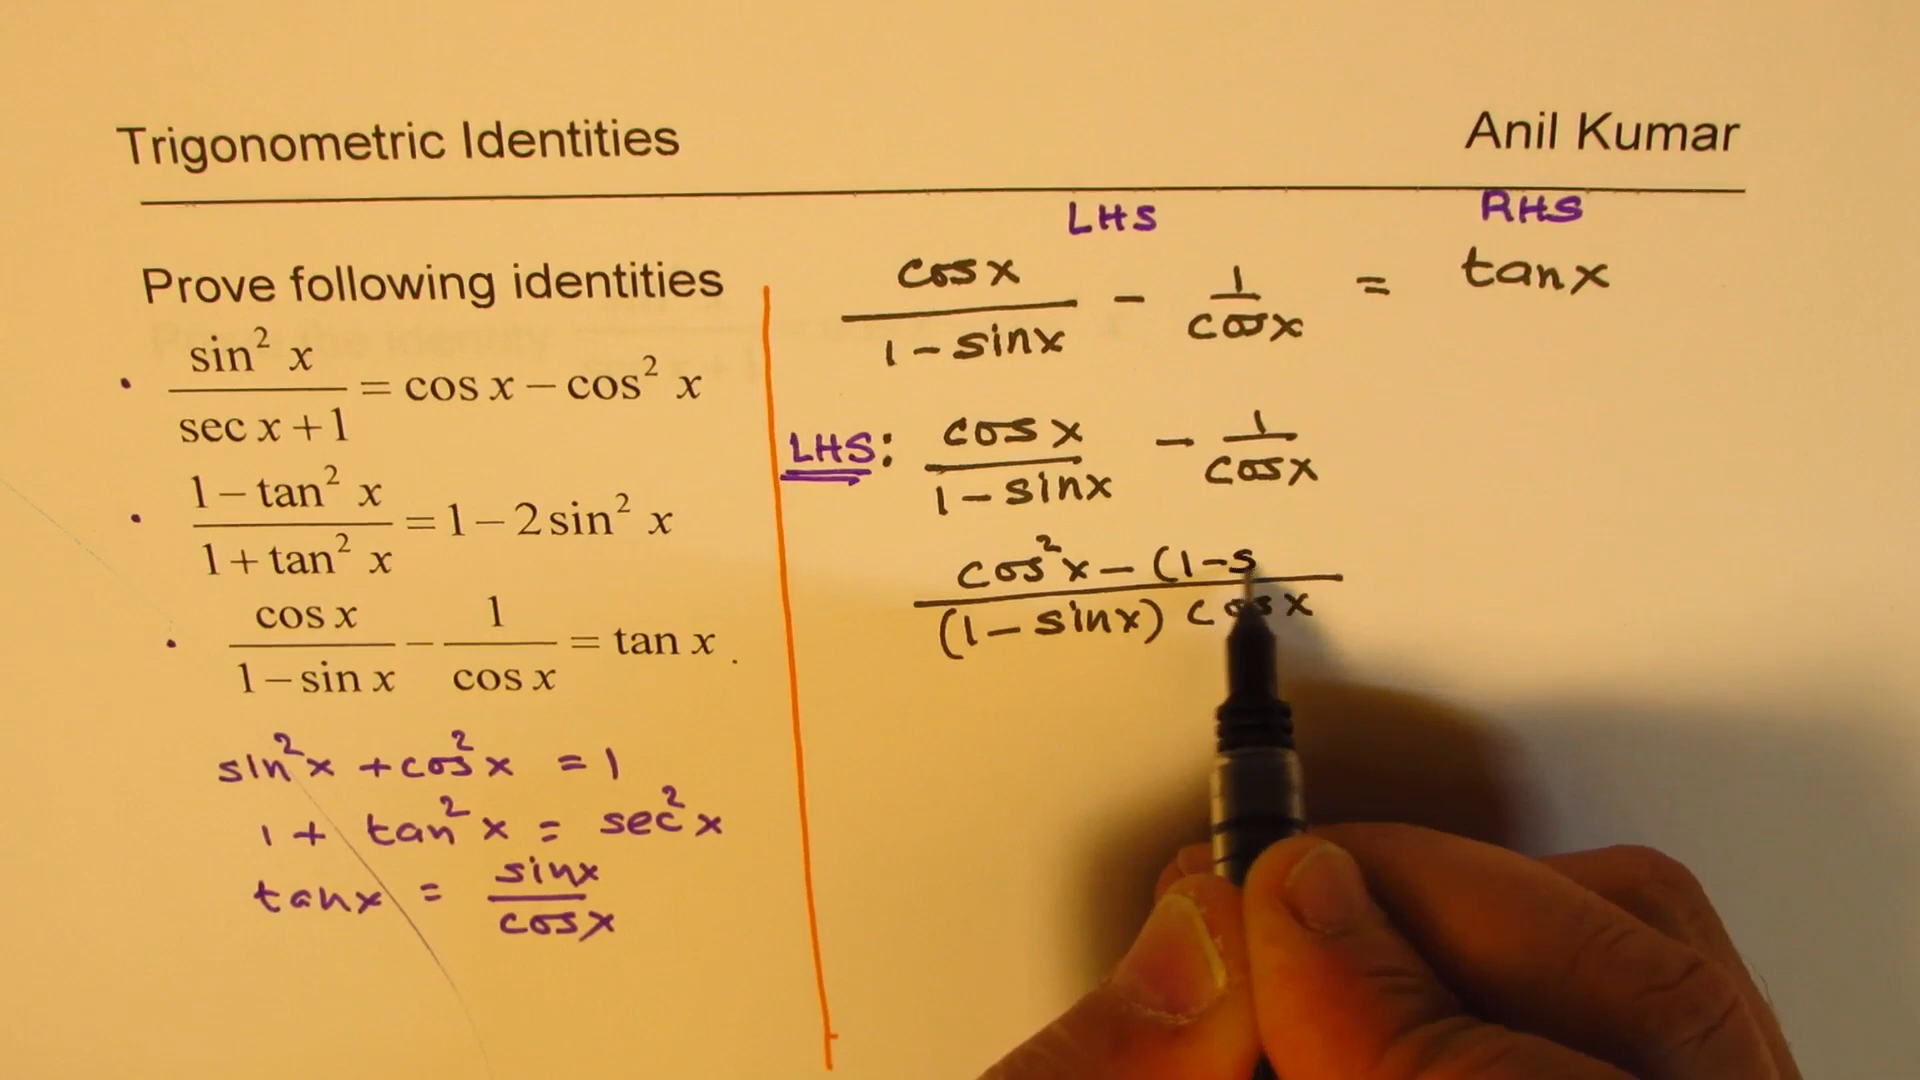 Trigonometric Identities
Anil Kumar
Prove following identities
• sin² x / sec x + 1 = cos x − cos² x
• 1 − tan² x / 1 + tan² x = 1 − 2 sin² x
• cos x / 1 − sin x − 1 / cos x = tan x .
sin²x + cos²x = 1
1 + tan²x = sec²x
tanx = sinx / cosx
LHS RHS
cosx / 1 − sinx − 1 / cosx = tanx
LHS: cosx / 1 − sinx − 1 / cosx
cos²x − (1 − s / (1 − sinx) cosx